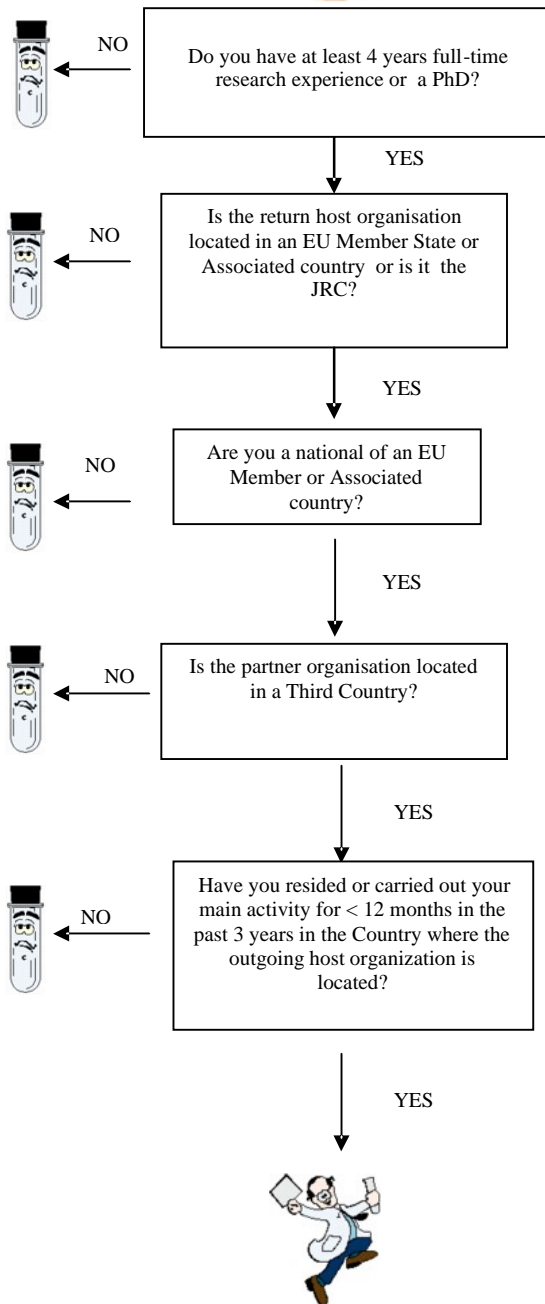 NO
Do you have at least 4 years full-time
research experience or  a PhD?
YES
NO
Is the return host organisation
located in an EU Member State or
Associated country  or is it  the
JRC?
YES
NO
Are you a national of an EU
Member or Associated
country?
YES
NO
Is the partner organisation located
in a Third Country?
YES
NO
Have you resided or carried out your
main activity for < 12 months in the
past 3 years in the Country where the
outgoing host organization is
located?
YES